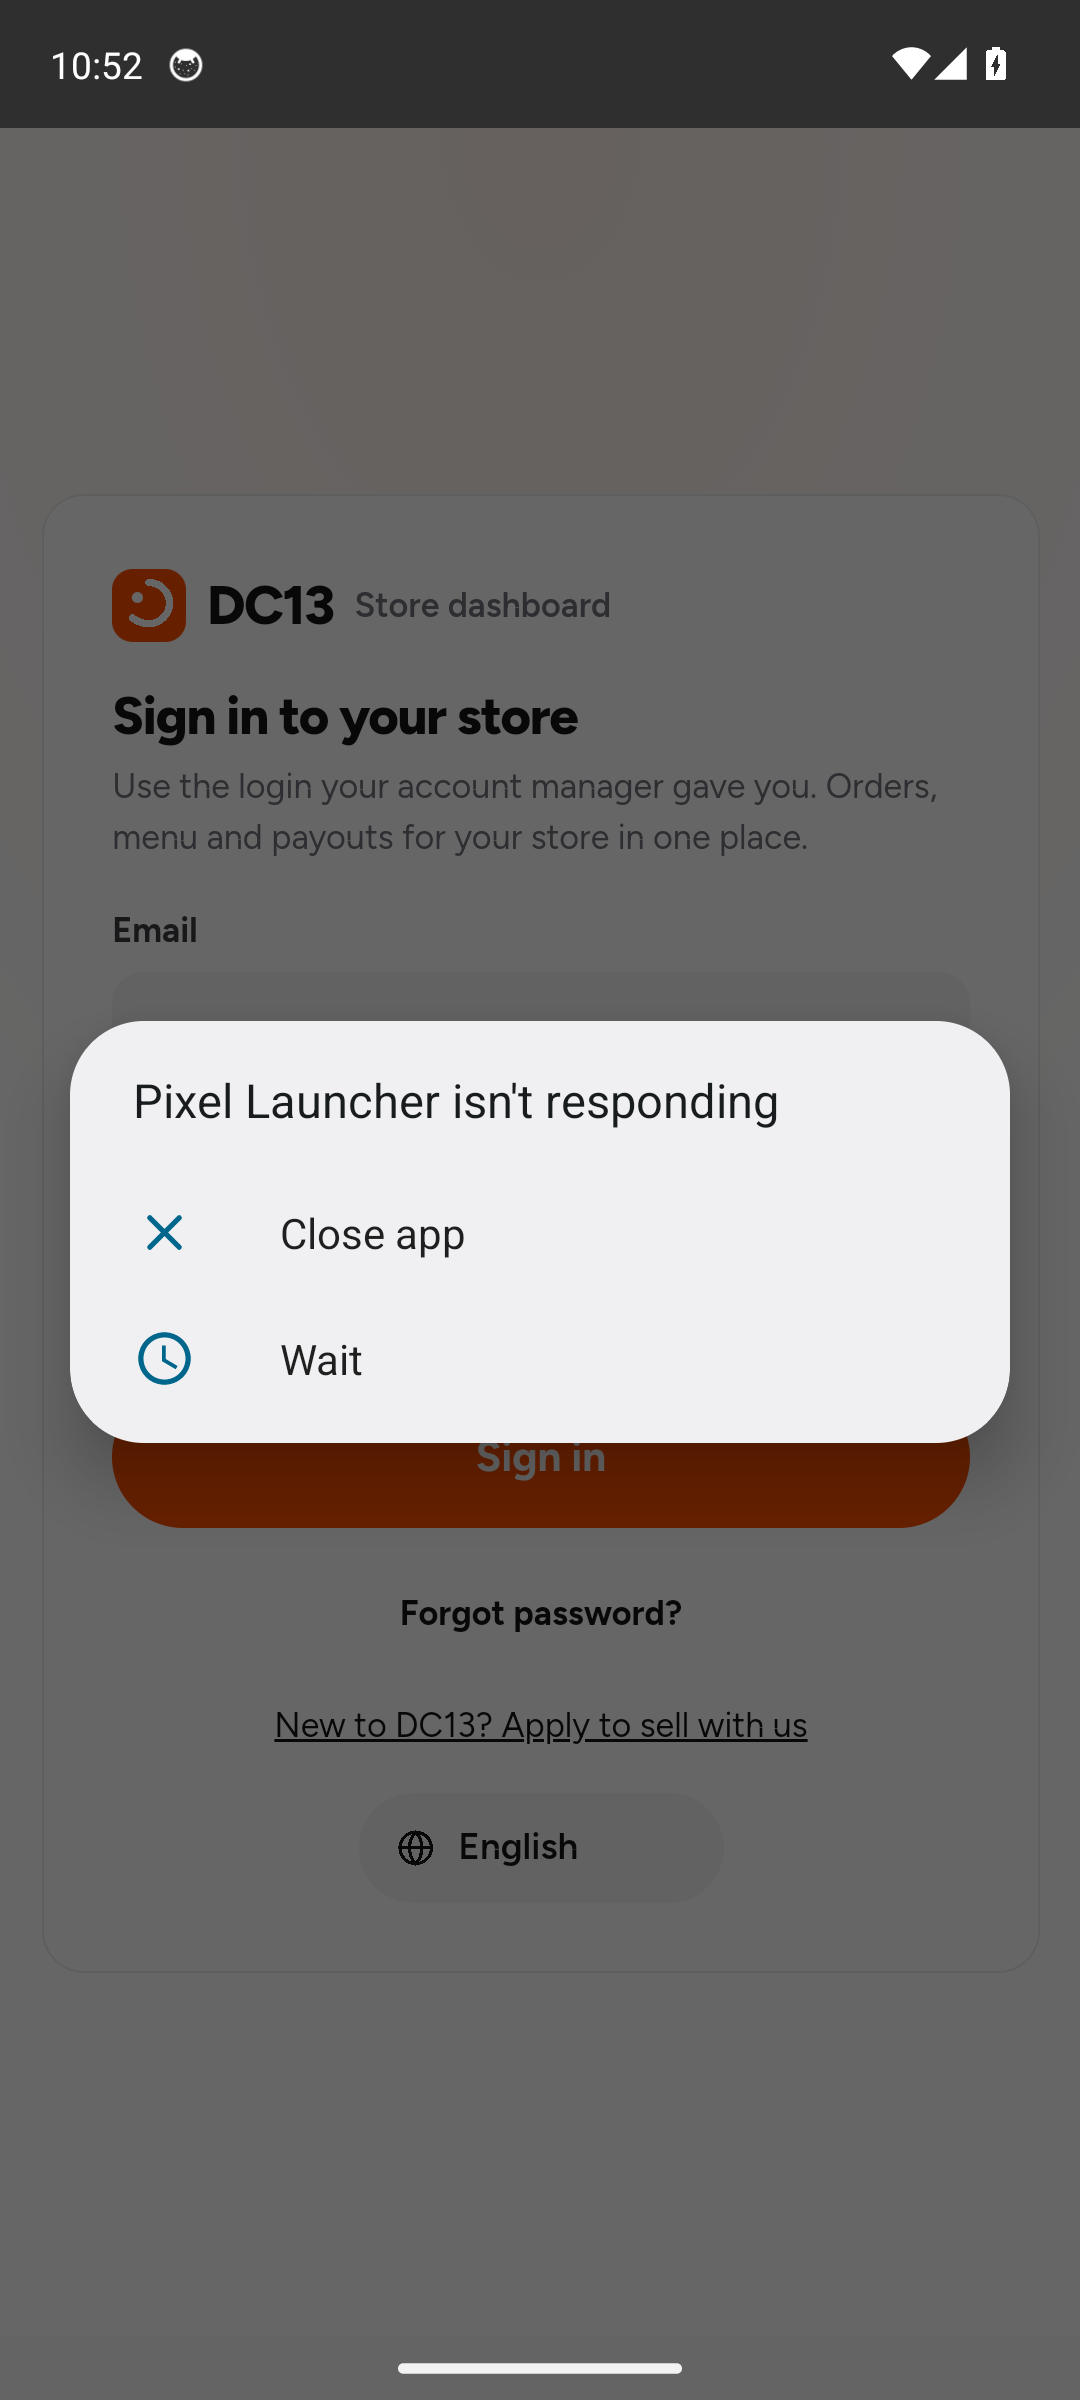 10:52
DC13 Store dashboard
Sign in to your store
Use the login your account manager gave you. Orders,
menu and payouts for your store in one place.
Email
Pixel Launcher isn't responding
Close app
Wait
Sign in
Forgot password?
New to DC13? Apply to sell with us
English